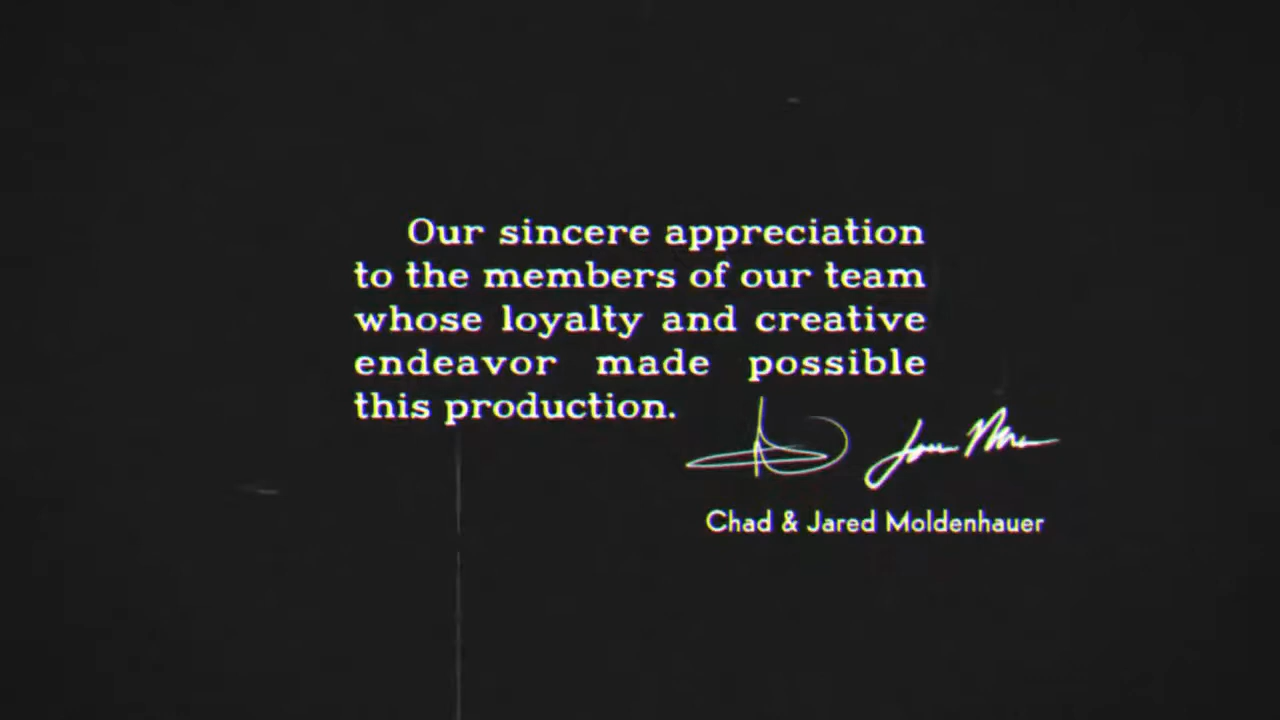 Our sincere appreciation
to the members of our team
whose loyalty and creative
endeavor made possible
this production.
Chad & Jared Moldenhauer